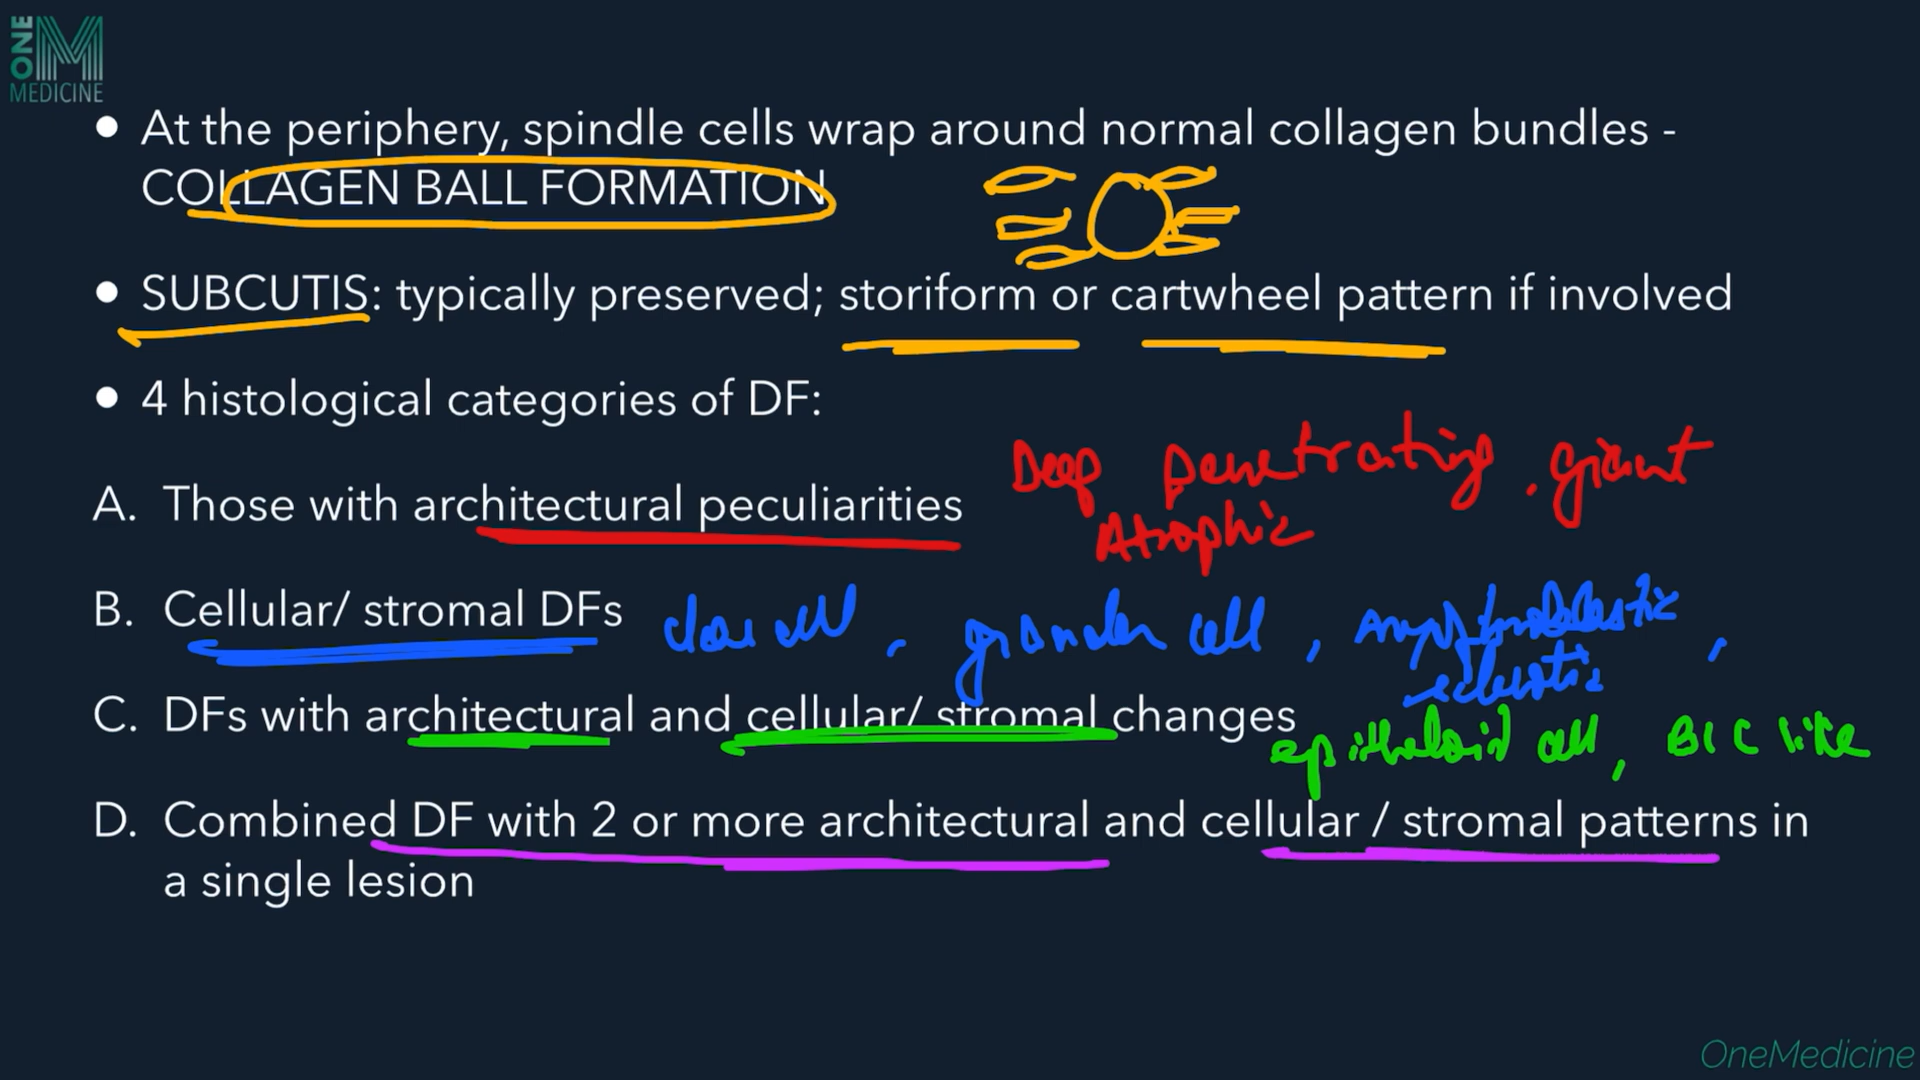 ONE
M
MEDICINE
• At the periphery, spindle cells wrap around normal collagen bundles -
COLLAGEN BALL FORMATION
• SUBCUTIS: typically preserved; storiform or cartwheel pattern if involved
• 4 histological categories of DF:
Deep penetrating, giant
A. Those with architectural peculiarities
Atrophic
B. Cellular/ stromal DFs
clear cell, granular cell,
sclerotic
C. DFs with architectural and cellular/ stromal changes
epitheloid cell, BCC like
D. Combined DF with 2 or more architectural and cellular / stromal patterns in
a single lesion
OneMedicine